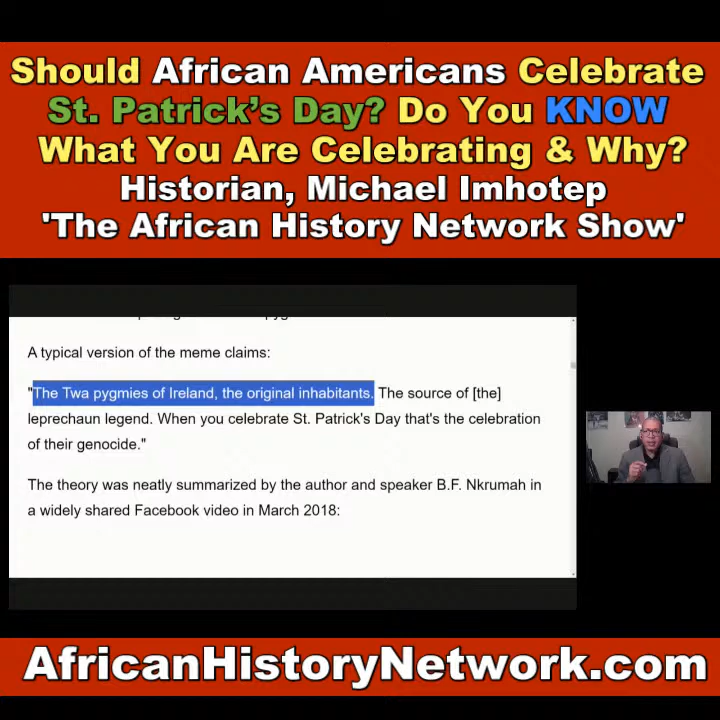 Should African Americans Celebrate
St. Patrick's Day? Do You KNOW
What You Are Celebrating & Why?
Historian, Michael Imhotep
'The African History Network Show'
A typical version of the meme claims:
"The Twa pygmies of Ireland, the original inhabitants. The source of [the]
leprechaun legend. When you celebrate St. Patrick's Day that's the celebration
of their genocide."
The theory was neatly summarized by the author and speaker B.F. Nkrumah in
a widely shared Facebook video in March 2018:
AfricanHistoryNetwork.com